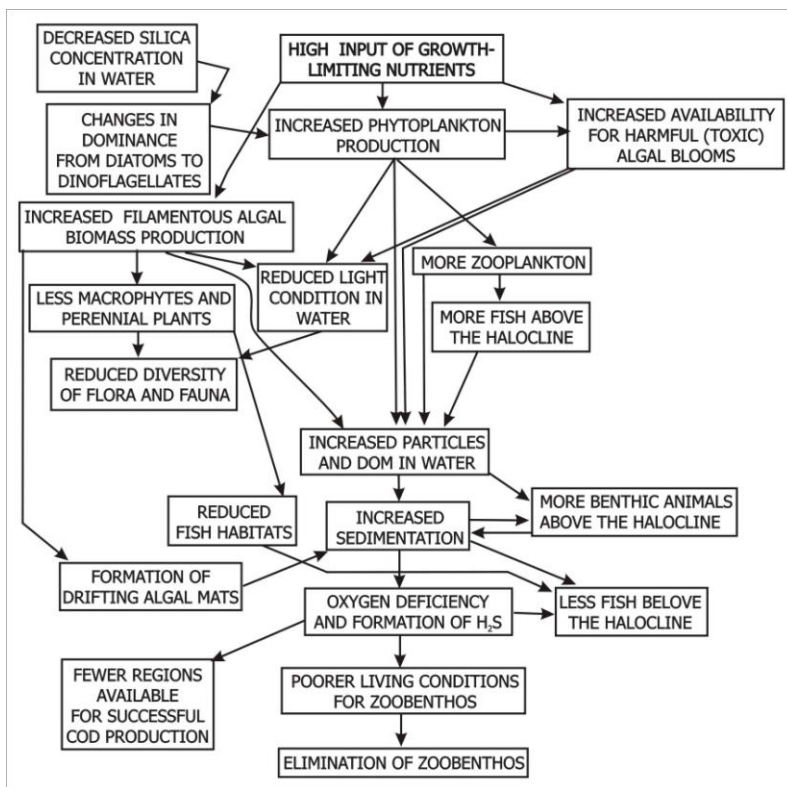 DECREASED SILICA
CONCENTRATION
IN WATER
HIGH INPUT OF GROWTH-
LIMITING NUTRIENTS
CHANGES IN
DOMINANCE
FROM DIATOMS TO
DINOFLAGELLATES
INCREASED PHYTOPLANKTON
PRODUCTION
INCREASED AVAILABILITY
FOR HARMFUL (TOXIC)
ALGAL BLOOMS
INCREASED FILAMENTOUS ALGAL
BIOMASS PRODUCTION
REDUCED LIGHT
CONDITION IN
WATER
MORE ZOOPLANKTON
LESS MACROPHYTES AND
PERENNIAL PLANTS
MORE FISH ABOVE
THE HALOCLINE
REDUCED DIVERSITY
OF FLORA AND FAUNA
INCREASED PARTICLES
AND DOM IN WATER
REDUCED
FISH HABITATS
INCREASED
SEDIMENTATION
MORE BENTHIC ANIMALS
ABOVE THE HALOCLINE
FORMATION OF
DRIFTING ALGAL MATS
OXYGEN DEFICIENCY
AND FORMATION OF H₂S
LESS FISH BELOVE
THE HALOCLINE
FEWER REGIONS
AVAILABLE
FOR SUCCESSFUL
COD PRODUCTION
POORER LIVING CONDITIONS
FOR ZOOBENTHOS
ELIMINATION OF ZOOBENTHOS